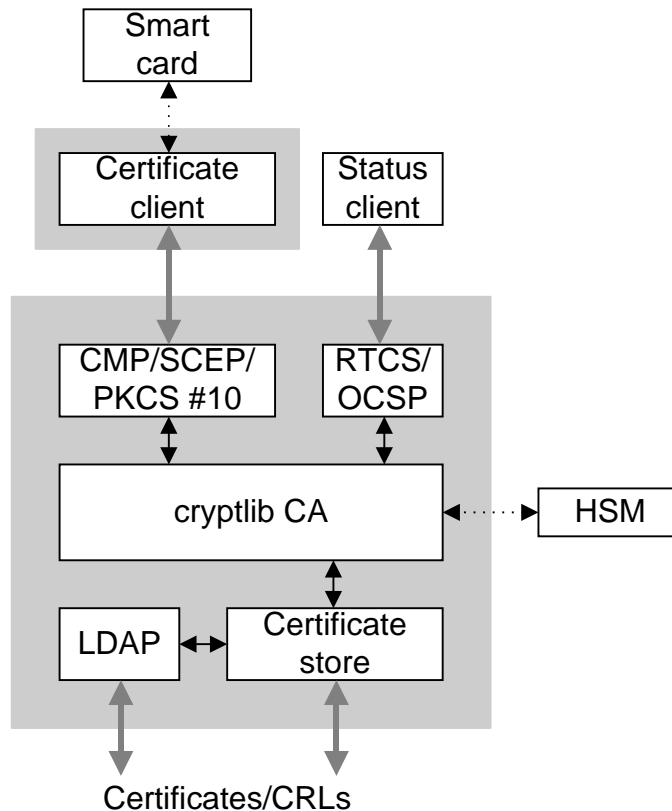 Smart
card
Certificate
client
Status
client
CMP/SCEP/
PKCS #10
RTCS/
OCSP
cryptlib CA
HSM
LDAP
Certificate
store
Certificates/CRLs